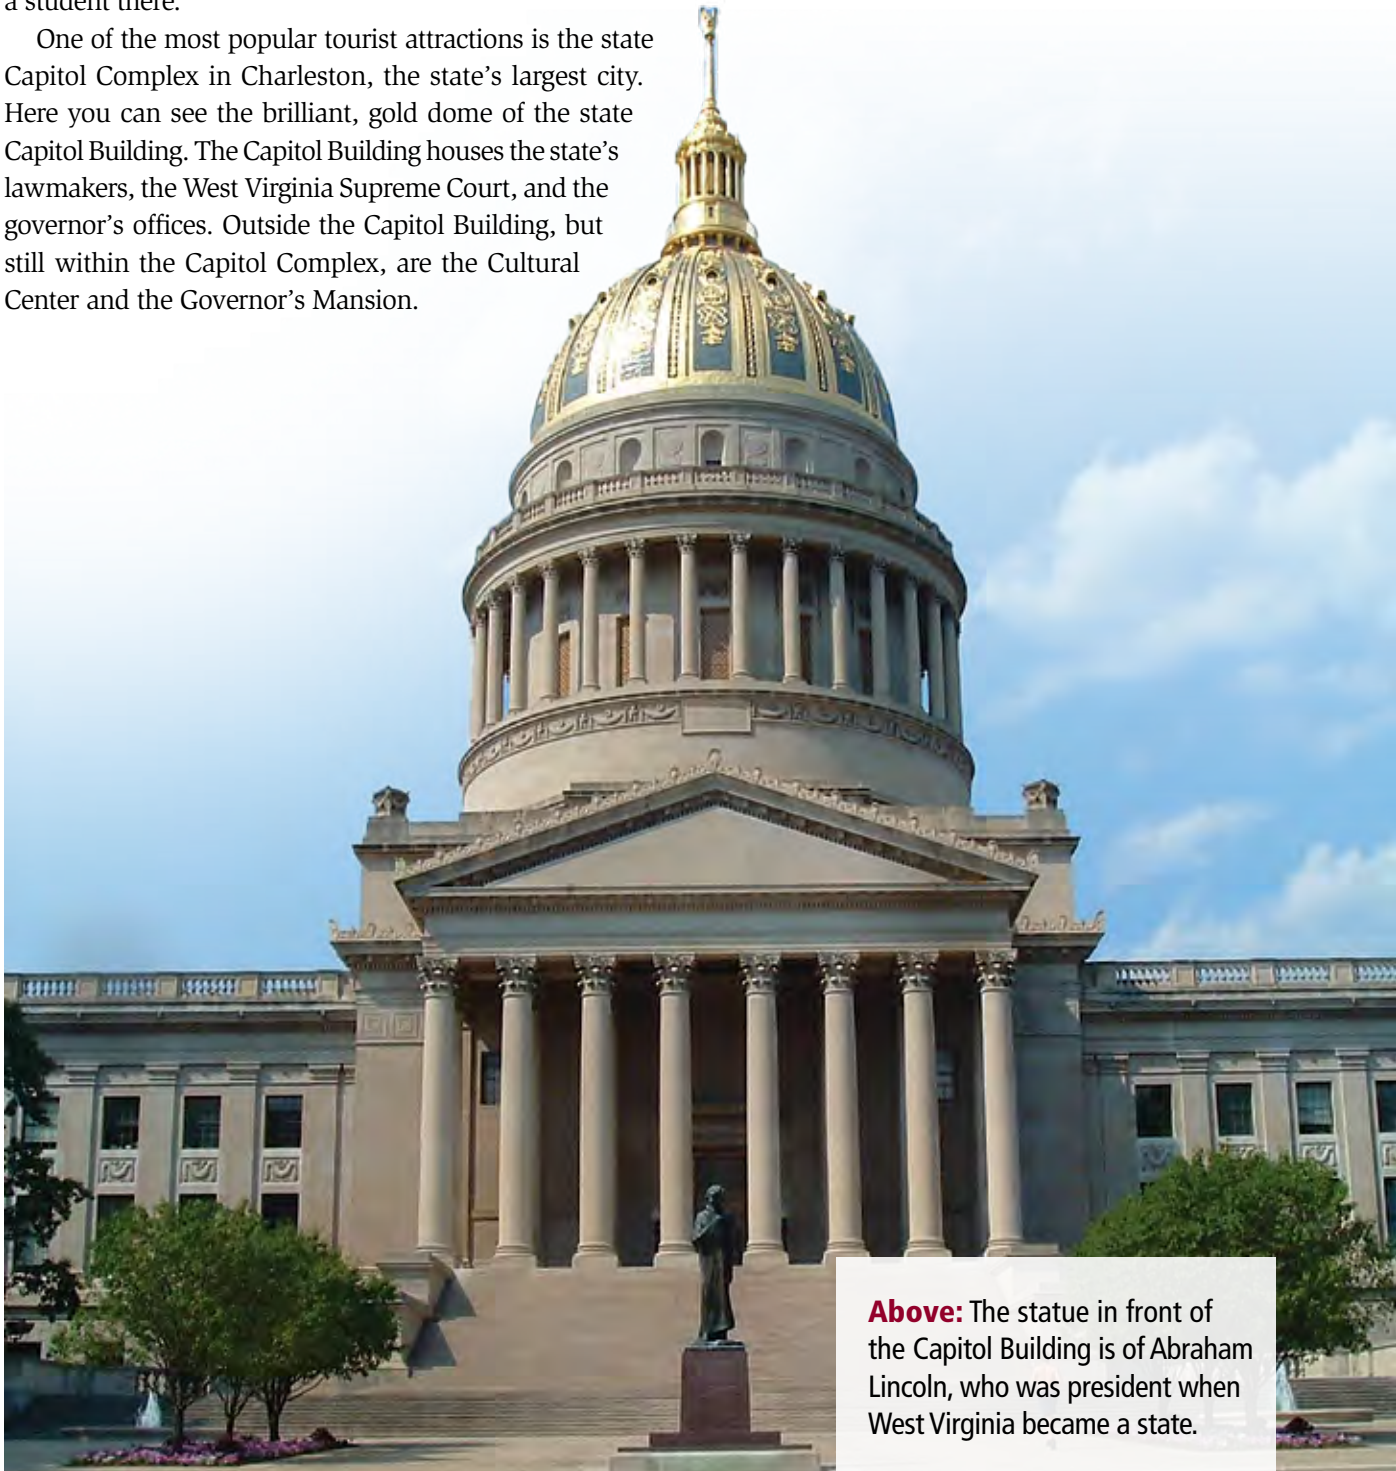 a student there.
One of the most popular tourist attractions is the state
Capitol Complex in Charleston, the state’s largest city.
Here you can see the brilliant, gold dome of the state
Capitol Building. The Capitol Building houses the state’s
lawmakers, the West Virginia Supreme Court, and the
governor’s offices. Outside the Capitol Building, but
still within the Capitol Complex, are the Cultural
Center and the Governor’s Mansion.
Above: The statue in front of
the Capitol Building is of Abraham
Lincoln, who was president when
West Virginia became a state.